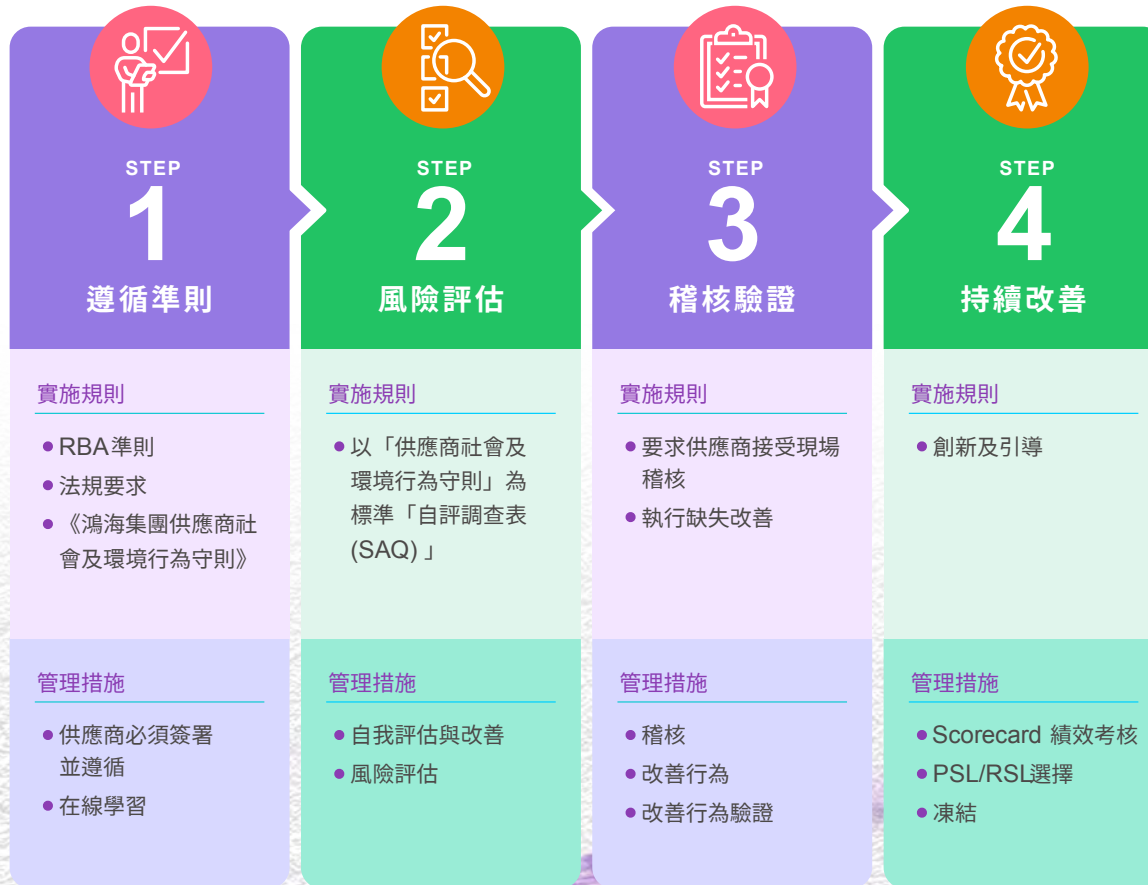 STEP
1
遵循準則
實施規則
RBA準則
法規要求
《鴻海集團供應商社
會及環境行為守則》
管理措施
供應商必須簽署
並遵循
在線學習
STEP
2
風險評估
實施規則
以「供應商社會及
環境行為守則」為
標準「自評調查表
(SAQ) 」
管理措施
自我評估與改善
風險評估
STEP
3
稽核驗證
實施規則
要求供應商接受現場
稽核
執行缺失改善
管理措施
稽核
改善行為
改善行為驗證
STEP
4
持續改善
實施規則
創新及引導
管理措施
Scorecard 績效考核
PSL/RSL選擇
凍結